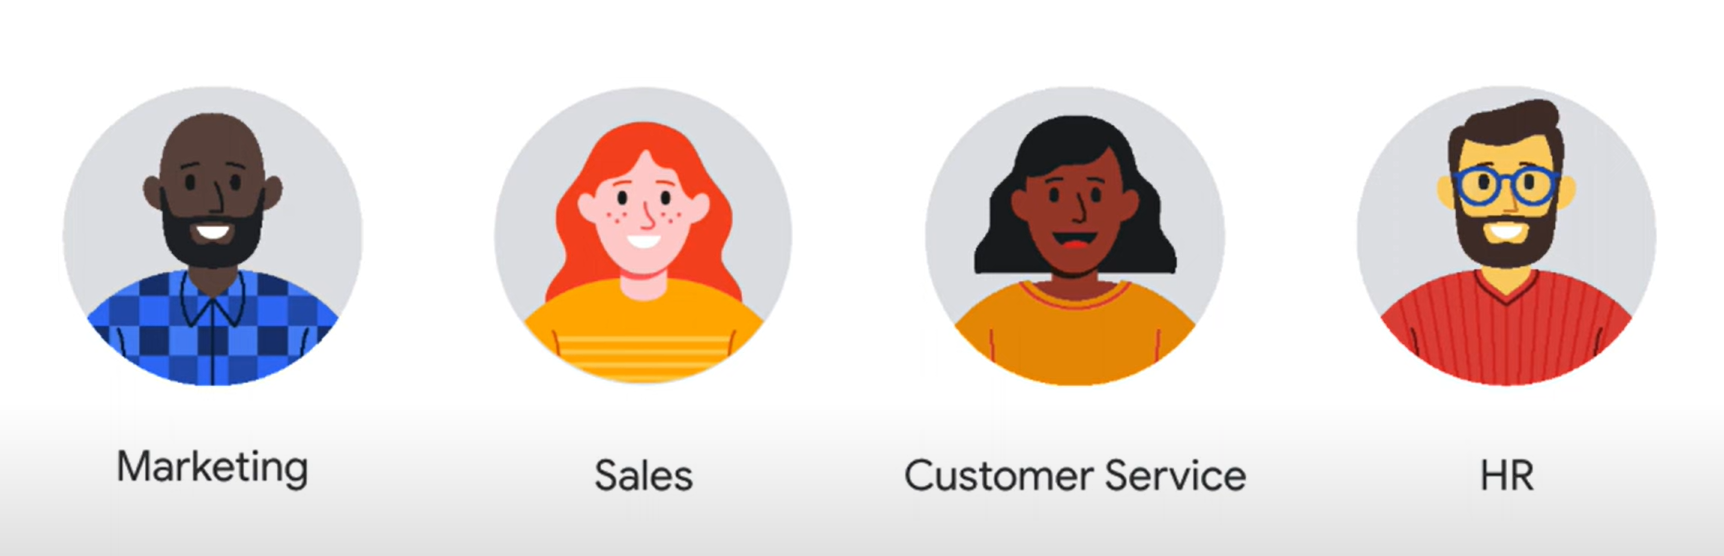 Marketing
Sales
Customer Service
HR